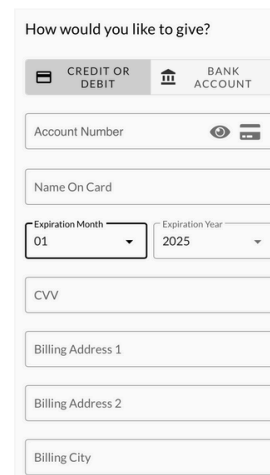 How would you like to give?
CREDIT OR
DEBIT
BANK
ACCOUNT
Account Number
Name On Card
Expiration Month
01
Expiration Year
2025
CVV
Billing Address 1
Billing Address 2
Billing City